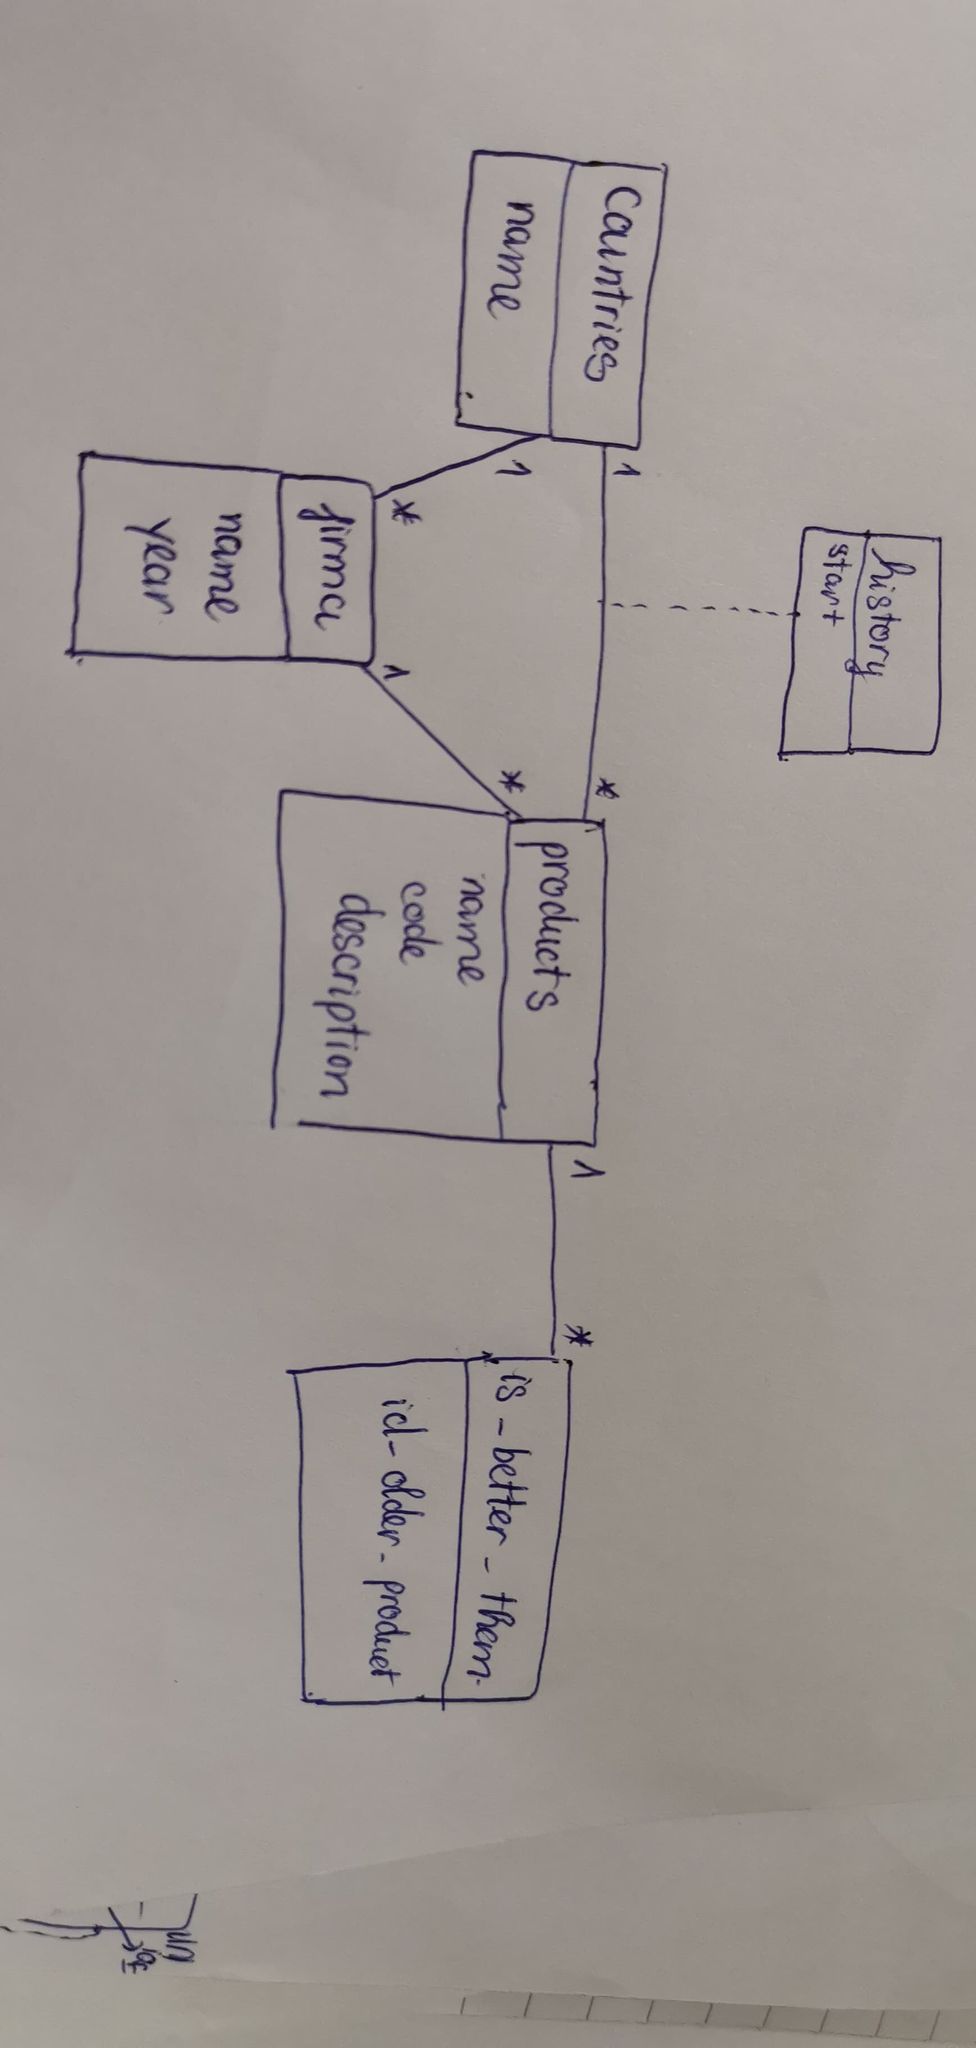 history
start
Countries
name
1
1
*
*
firma
name
year
1
*
products
name
code
description
1
*
is-better-them
id-older-product